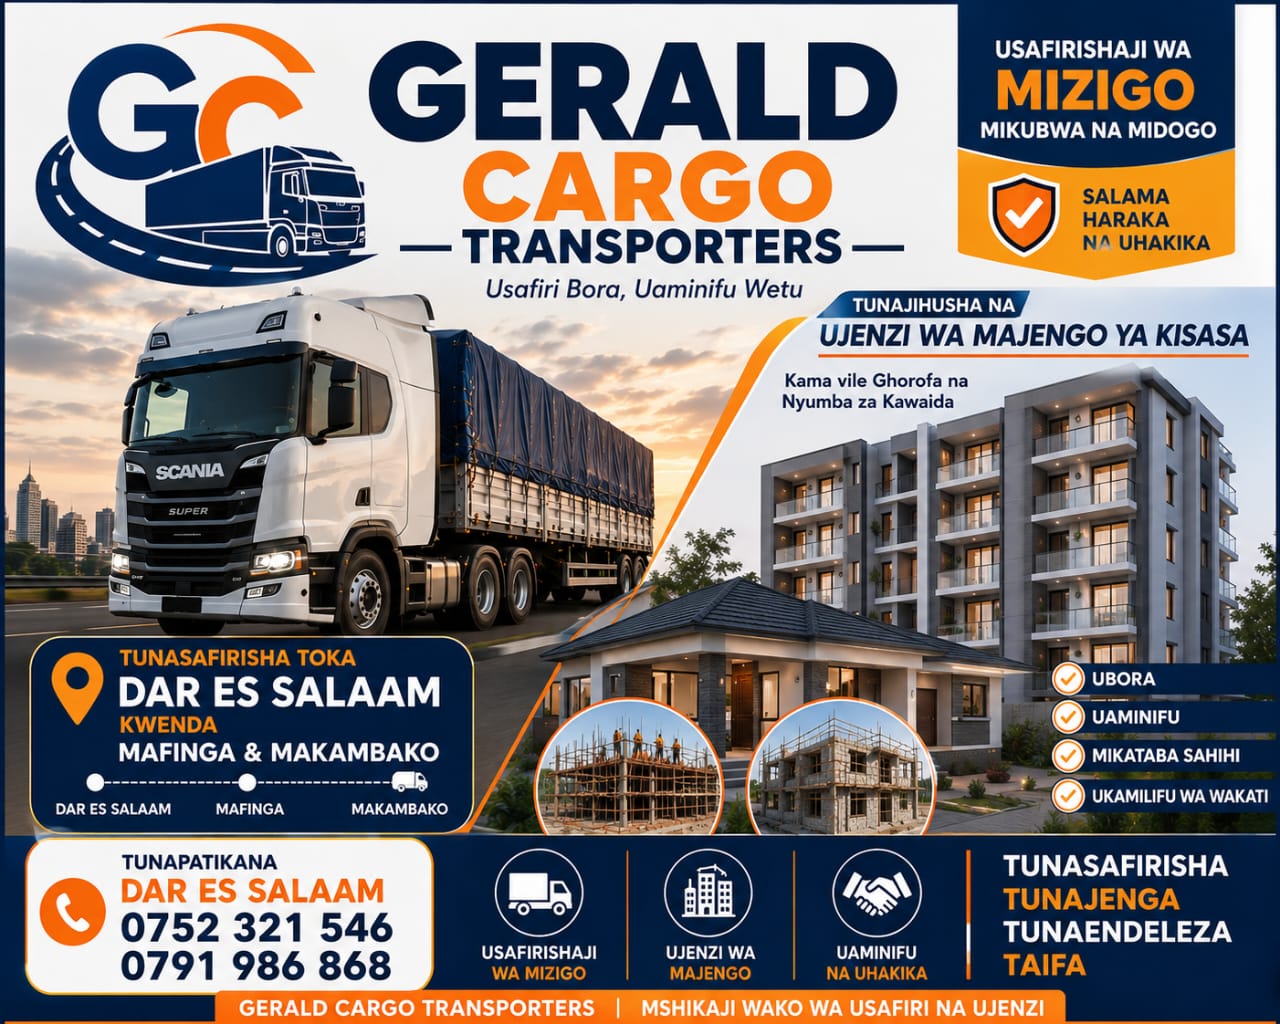 GC
GERALD
CARGO
TRANSPORTERS
Usafiri Bora, Uaminifu Wetu
USAFIRISHAJI WA
MIZIGO
MIKUBWA NA MIDOGO
SALAMA
HARAKA
NA UHAKIKA
TUNAJIHUSHA NA
UJENZI WA MAJENGO YA KISASA
Kama vile Ghorofa na
Nyumba za Kawaida
SCANIA
SUPER
TUNASAFIRISHA TOKA
DAR ES SALAAM
KWENDA
MAFINGA & MAKAMBAKO
DAR ES SALAAM MAFINGA MAKAMBAKO
UBORA
UAMINIFU
MIKATABA SAHIHI
UKAMILIFU WA WAKATI
TUNAPATIKANA
DAR ES SALAAM
0752 321 546
0791 986 868
USAFIRISHAJI
WA MIZIGO
UJENZI WA
MAJENGO
UAMINIFU
NA UHAKIKA
TUNASAFIRISHA
TUNAJENGA
TUNAENDELEZA
TAIFA
GERALD CARGO TRANSPORTERS | MSHIKAJI WAKO WA USAFIRI NA UJENZI